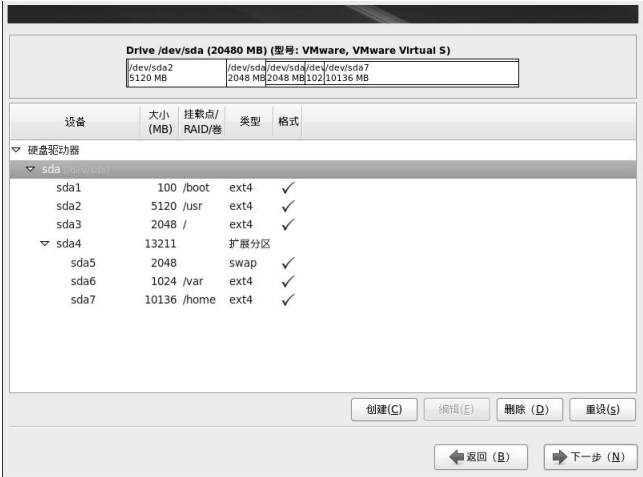 Drive /dev/sda (20480 MB) (型号: VMware, VMware Virtual S)
/dev/sda2 /dev/sda /dev/sda /dev /dev/sda7
5120 MB 2048 MB 2048 MB 102 10136 MB
设备 大小 (MB) 挂载点/ RAID/卷 类型 格式
硬盘驱动器
sda (/dev/sda)
sda1 100 /boot ext4
sda2 5120 /usr ext4
sda3 2048 / ext4
sda4 13211 扩展分区
sda5 2048 swap
sda6 1024 /var ext4
sda7 10136 /home ext4
创建(C) 编辑(E) 删除（D） 重设(s)
返回（B） 下一步（N）